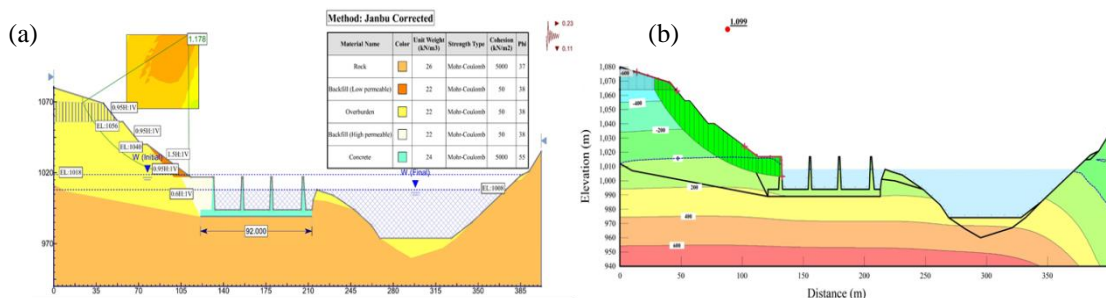 (a)
Method: Janbu Corrected
0.23
0.11
1.178
Material Name Color Unit Weight (kN/m3) Strength Type Cohesion (kN/m2) Phi
Rock 26 Mohr-Coulomb 5000 37
Backfill (Low permeable) 22 Mohr-Coulomb 50 38
Overburden 22 Mohr-Coulomb 50 38
Backfill (High permeable) 22 Mohr-Coulomb 50 38
Concrete 24 Mohr-Coulomb 5000 55
1070
1020
970
0.95H:1V
EL:1056
0.95H:1V
EL:1040
1.5H:1V
W (Initial)
0.95H:1V
EL:1018
W (Final)
0.6H:1V
EL:1008
92.000
0 35 70 105 140 175 210 245 280 315 350 385
(b)
1.099
Elevation (m)
1,080
1,070
1,060
1,050
1,040
1,030
1,020
1,010
1,000
990
980
970
960
950
940
-600
-400
-200
0
200
400
600
0 50 100 150 200 250 300 350
Distance (m)